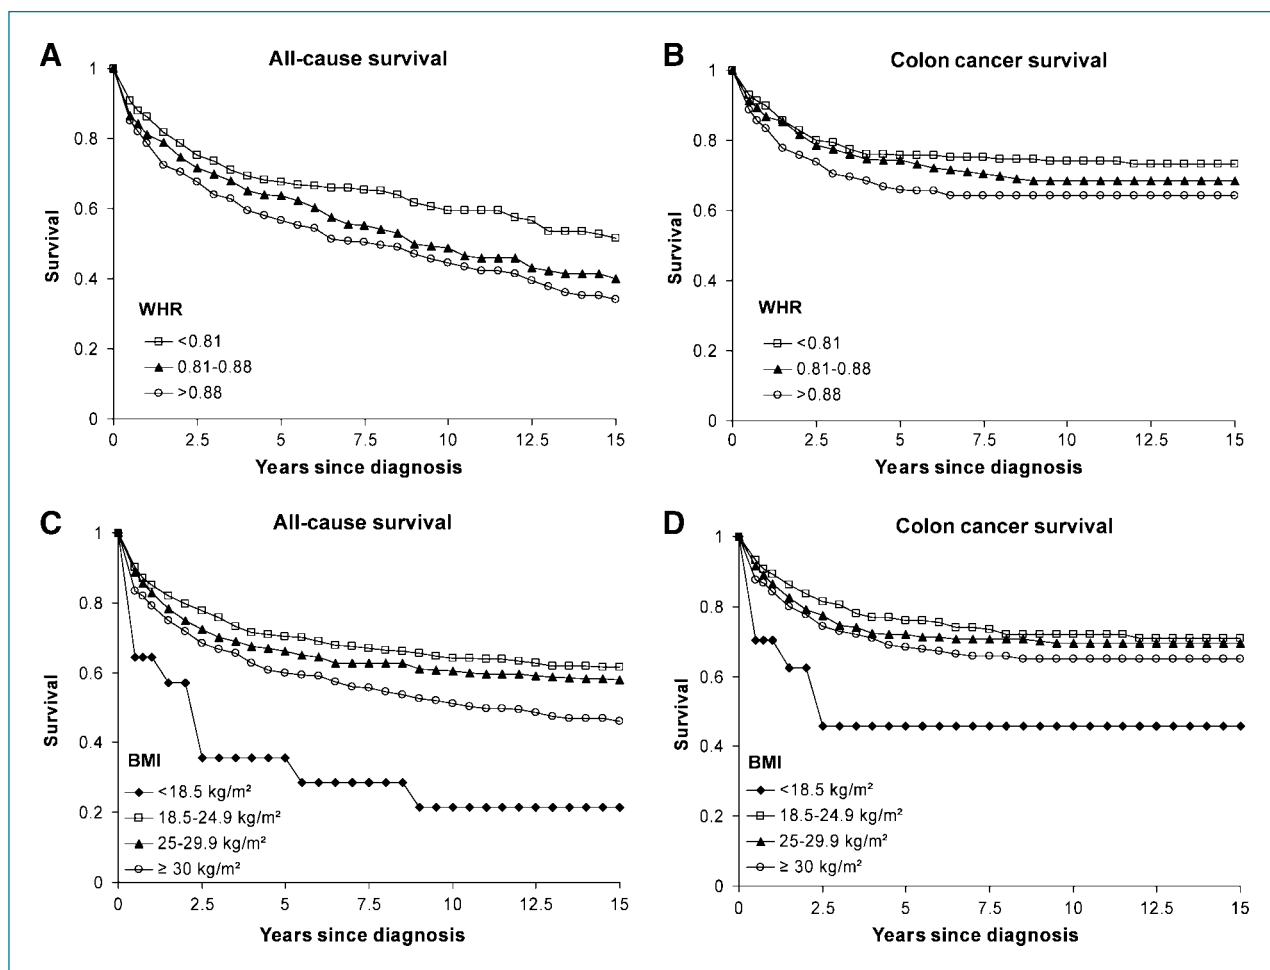 A
All-cause survival
1
0.8
0.6
0.4
0.2
0
Survival
WHR
<0.81
0.81-0.88
>0.88
0 2.5 5 7.5 10 12.5 15
Years since diagnosis
B
Colon cancer survival
1
0.8
0.6
0.4
0.2
0
Survival
WHR
<0.81
0.81-0.88
>0.88
0 2.5 5 7.5 10 12.5 15
Years since diagnosis
C
All-cause survival
1
0.8
0.6
0.4
0.2
0
Survival
BMI
<18.5 kg/m²
18.5-24.9 kg/m²
25-29.9 kg/m²
≥ 30 kg/m²
0 2.5 5 7.5 10 12.5 15
Years since diagnosis
D
Colon cancer survival
1
0.8
0.6
0.4
0.2
0
Survival
BMI
<18.5 kg/m²
18.5-24.9 kg/m²
25-29.9 kg/m²
≥ 30 kg/m²
0 2.5 5 7.5 10 12.5 15
Years since diagnosis